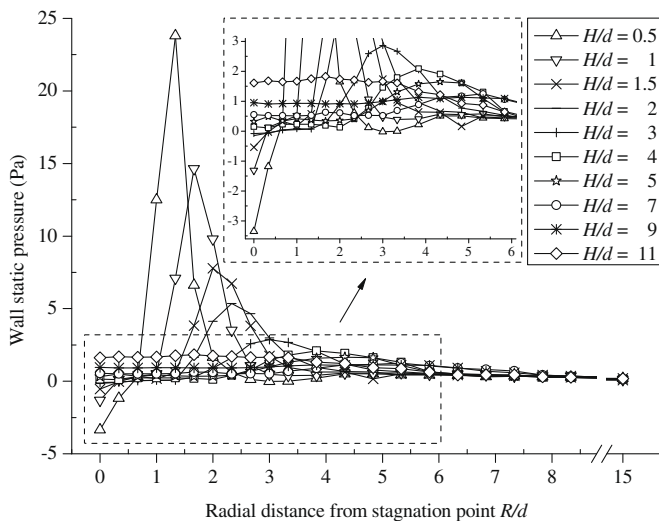 25
20
15
10
5
0
-5
Wall static pressure (Pa)
3
2
1
0
-1
-2
-3
0 1 2 3 4 5 6
H/d = 0.5
H/d = 1
H/d = 1.5
H/d = 2
H/d = 3
H/d = 4
H/d = 5
H/d = 7
H/d = 9
H/d = 11
0 1 2 3 4 5 6 7 8 15
Radial distance from stagnation point R/d